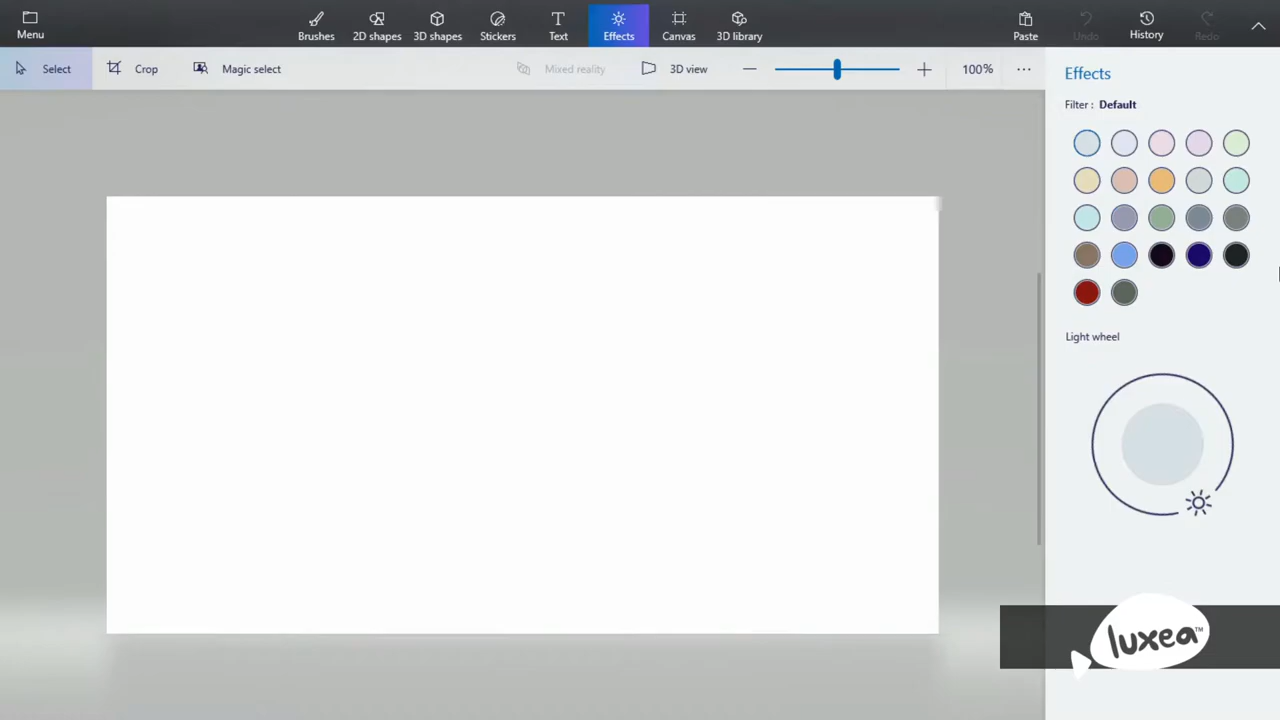 Menu
Brushes
2D shapes
3D shapes
Stickers
Text
Effects
Canvas
3D library
Paste
Undo
History
Redo
Select
Crop
Magic select
Mixed reality
3D view
100%
Effects
Filter : Default
Light wheel
luxea™